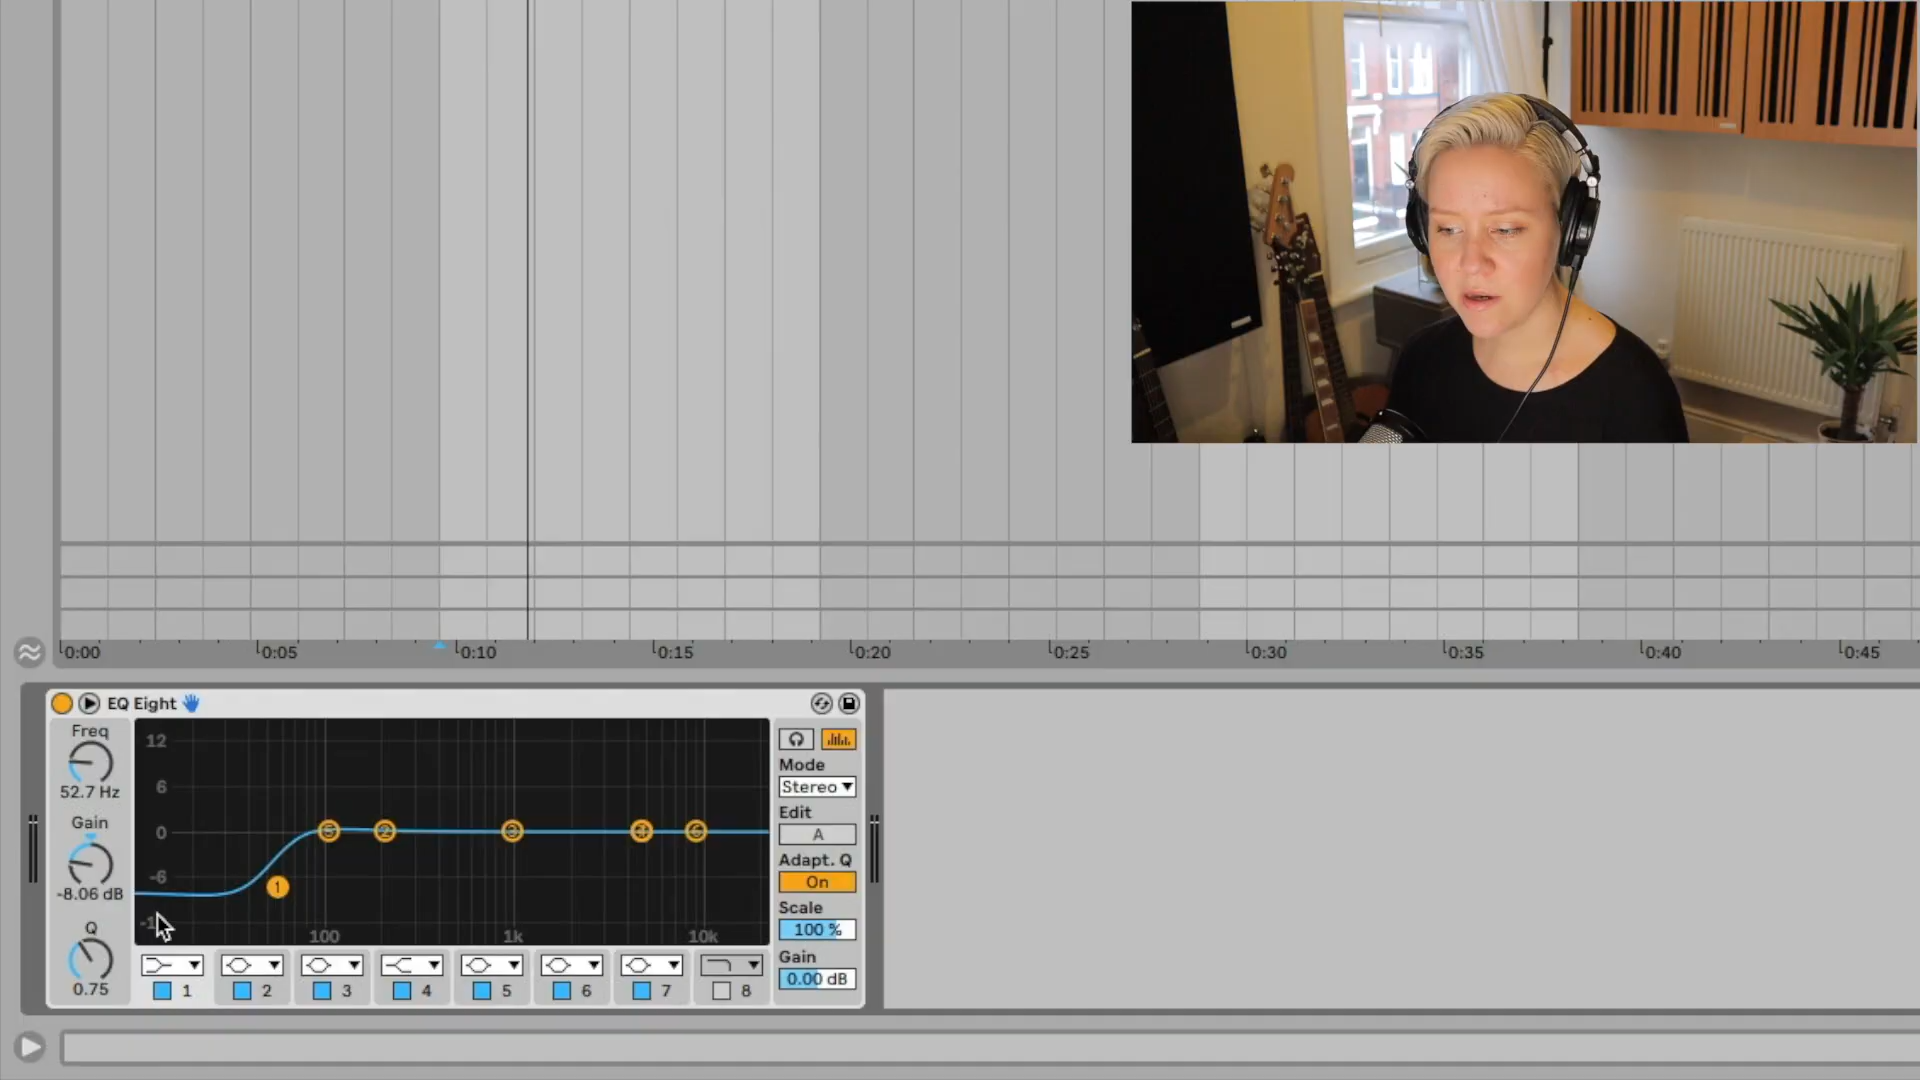 0:00 0:05 0:10 0:15 0:20 0:25 0:30 0:35 0:40 0:45
EQ Eight
Freq
52.7 Hz
Gain
-8.06 dB
Q
0.75
12
6
0
-6
100 1k 10k
1
2
3
1 2 3 4 5 6 7 8
Mode
Stereo
Edit
A
Adapt. Q
On
Scale
100 %
Gain
0.00 dB